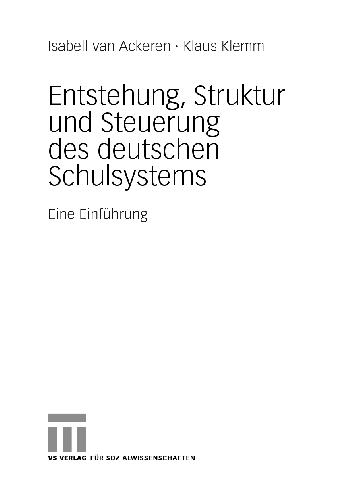 Isabell van Ackeren · Klaus Klemm
Entstehung, Struktur
und Steuerung
des deutschen
Schulsystems
Eine Einführung
VS VERLAG FÜR SOZIALWISSENSCHAFTEN